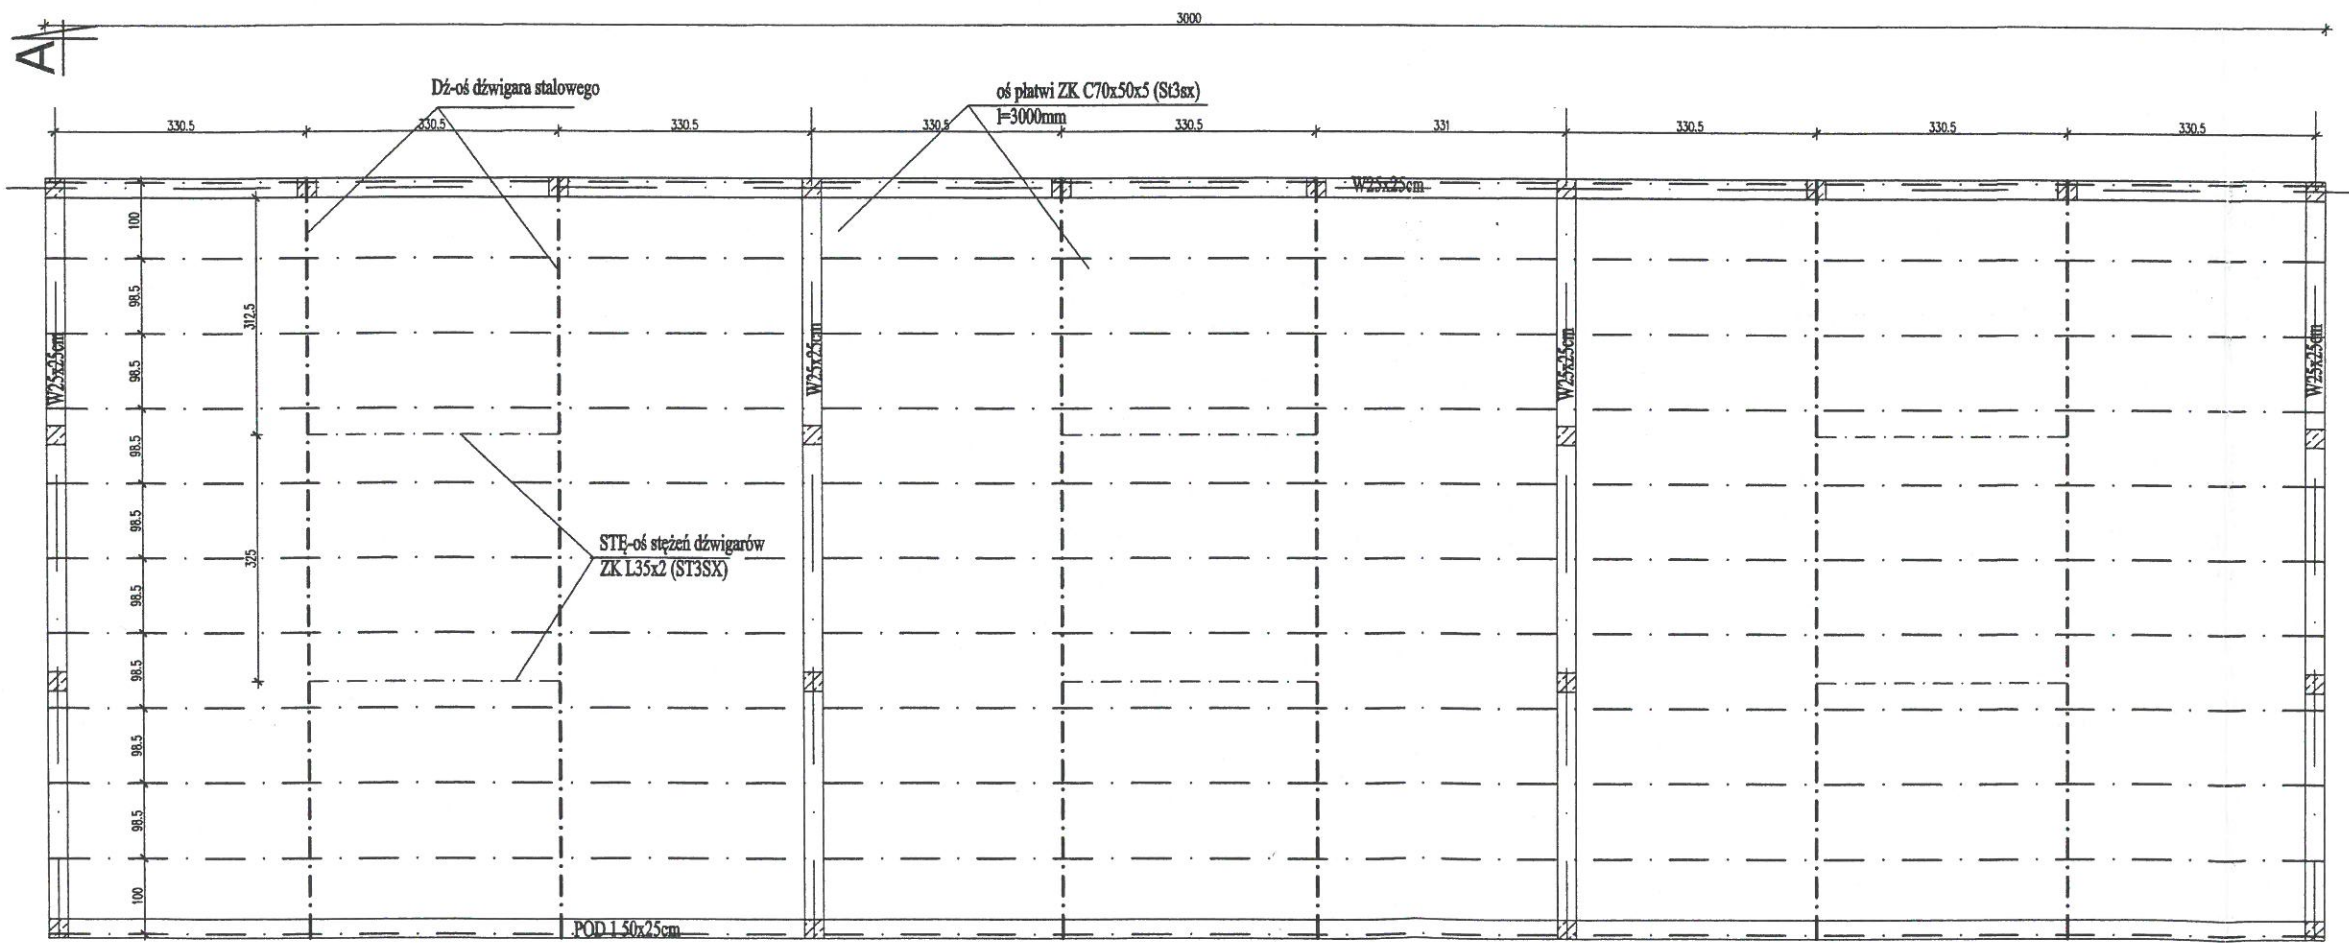 3000
A
Dź-oś dźwigara stalowego
oś płatwi ZK C70x50x5 (St3sx)
l=3000mm
330.5
330.5
330.5
330.5
330.5
331
330.5
330.5
330.5
W25x25cm
100
98.5
98.5
98.5
98.5
98.5
98.5
98.5
98.5
100
312.5
325
W25x25cm
W25x25cm
W25x25cm
W25x25cm
STĘ-oś stężeń dźwigarów
ZK L35x2 (ST3SX)
POD 1 50x25cm